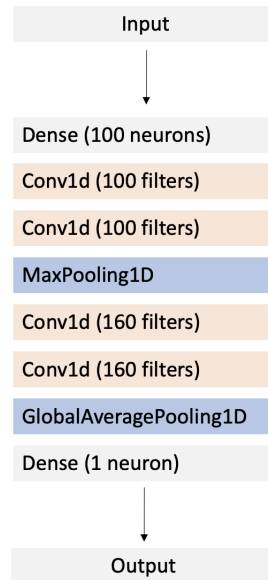 Input
Dense (100 neurons)
Conv1d (100 filters)
Conv1d (100 filters)
MaxPooling1D
Conv1d (160 filters)
Conv1d (160 filters)
GlobalAveragePooling1D
Dense (1 neuron)
Output